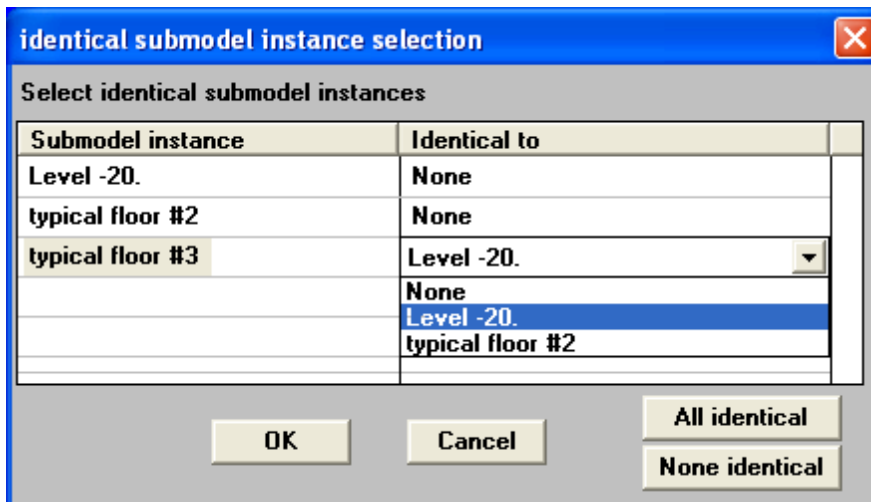 identical submodel instance selection
Select identical submodel instances
Submodel instance Identical to
Level -20. None
typical floor #2 None
typical floor #3 Level -20.
None
Level -20.
typical floor #2
OK Cancel All identical
None identical